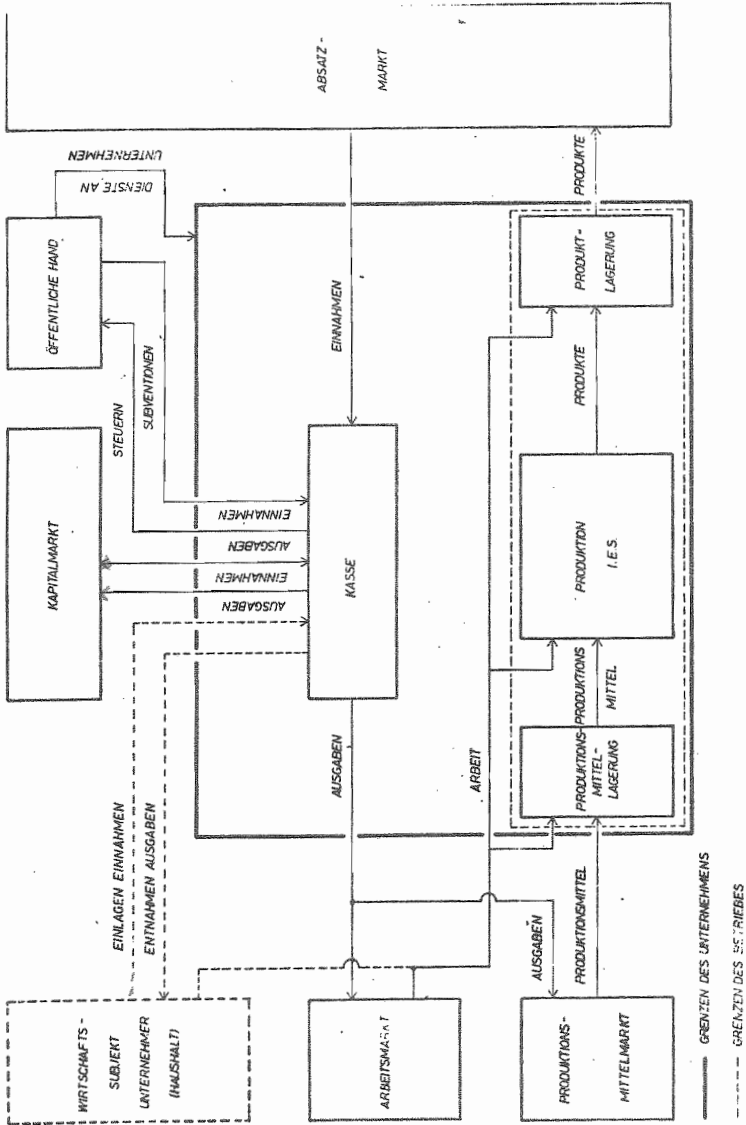 WIRTSCHAFTS-
SUBJEKT
UNTERNEHMER
(HAUSHALT)
EINLAGEN EINNAHMEN
ENTNAHMEN AUSGABEN
KAPITALMARKT
AUSGABEN
EINNAHMEN
AUSGABEN
EINNAHMEN
STEUERN
SUBVENTIONEN
ÖFFENTLICHE HAND
DIENSTE AN
UNTERNEHMEN
ABSATZ-
MARKT
ARBEITSMARKT
AUSGABEN
KASSE
EINNAHMEN
ARBEIT
PRODUKTIONS-
MITTELMARKT
AUSGABEN
PRODUKTIONSMITTEL
PRODUKTIONS-
MITTEL-
LAGERUNG
PRODUKTIONS
MITTEL
PRODUKTION
I.E.S.
PRODUKTE
PRODUKT-
LAGERUNG
PRODUKTE
GRENZEN DES UNTERNEHMENS
GRENZEN DES BETRIEBES